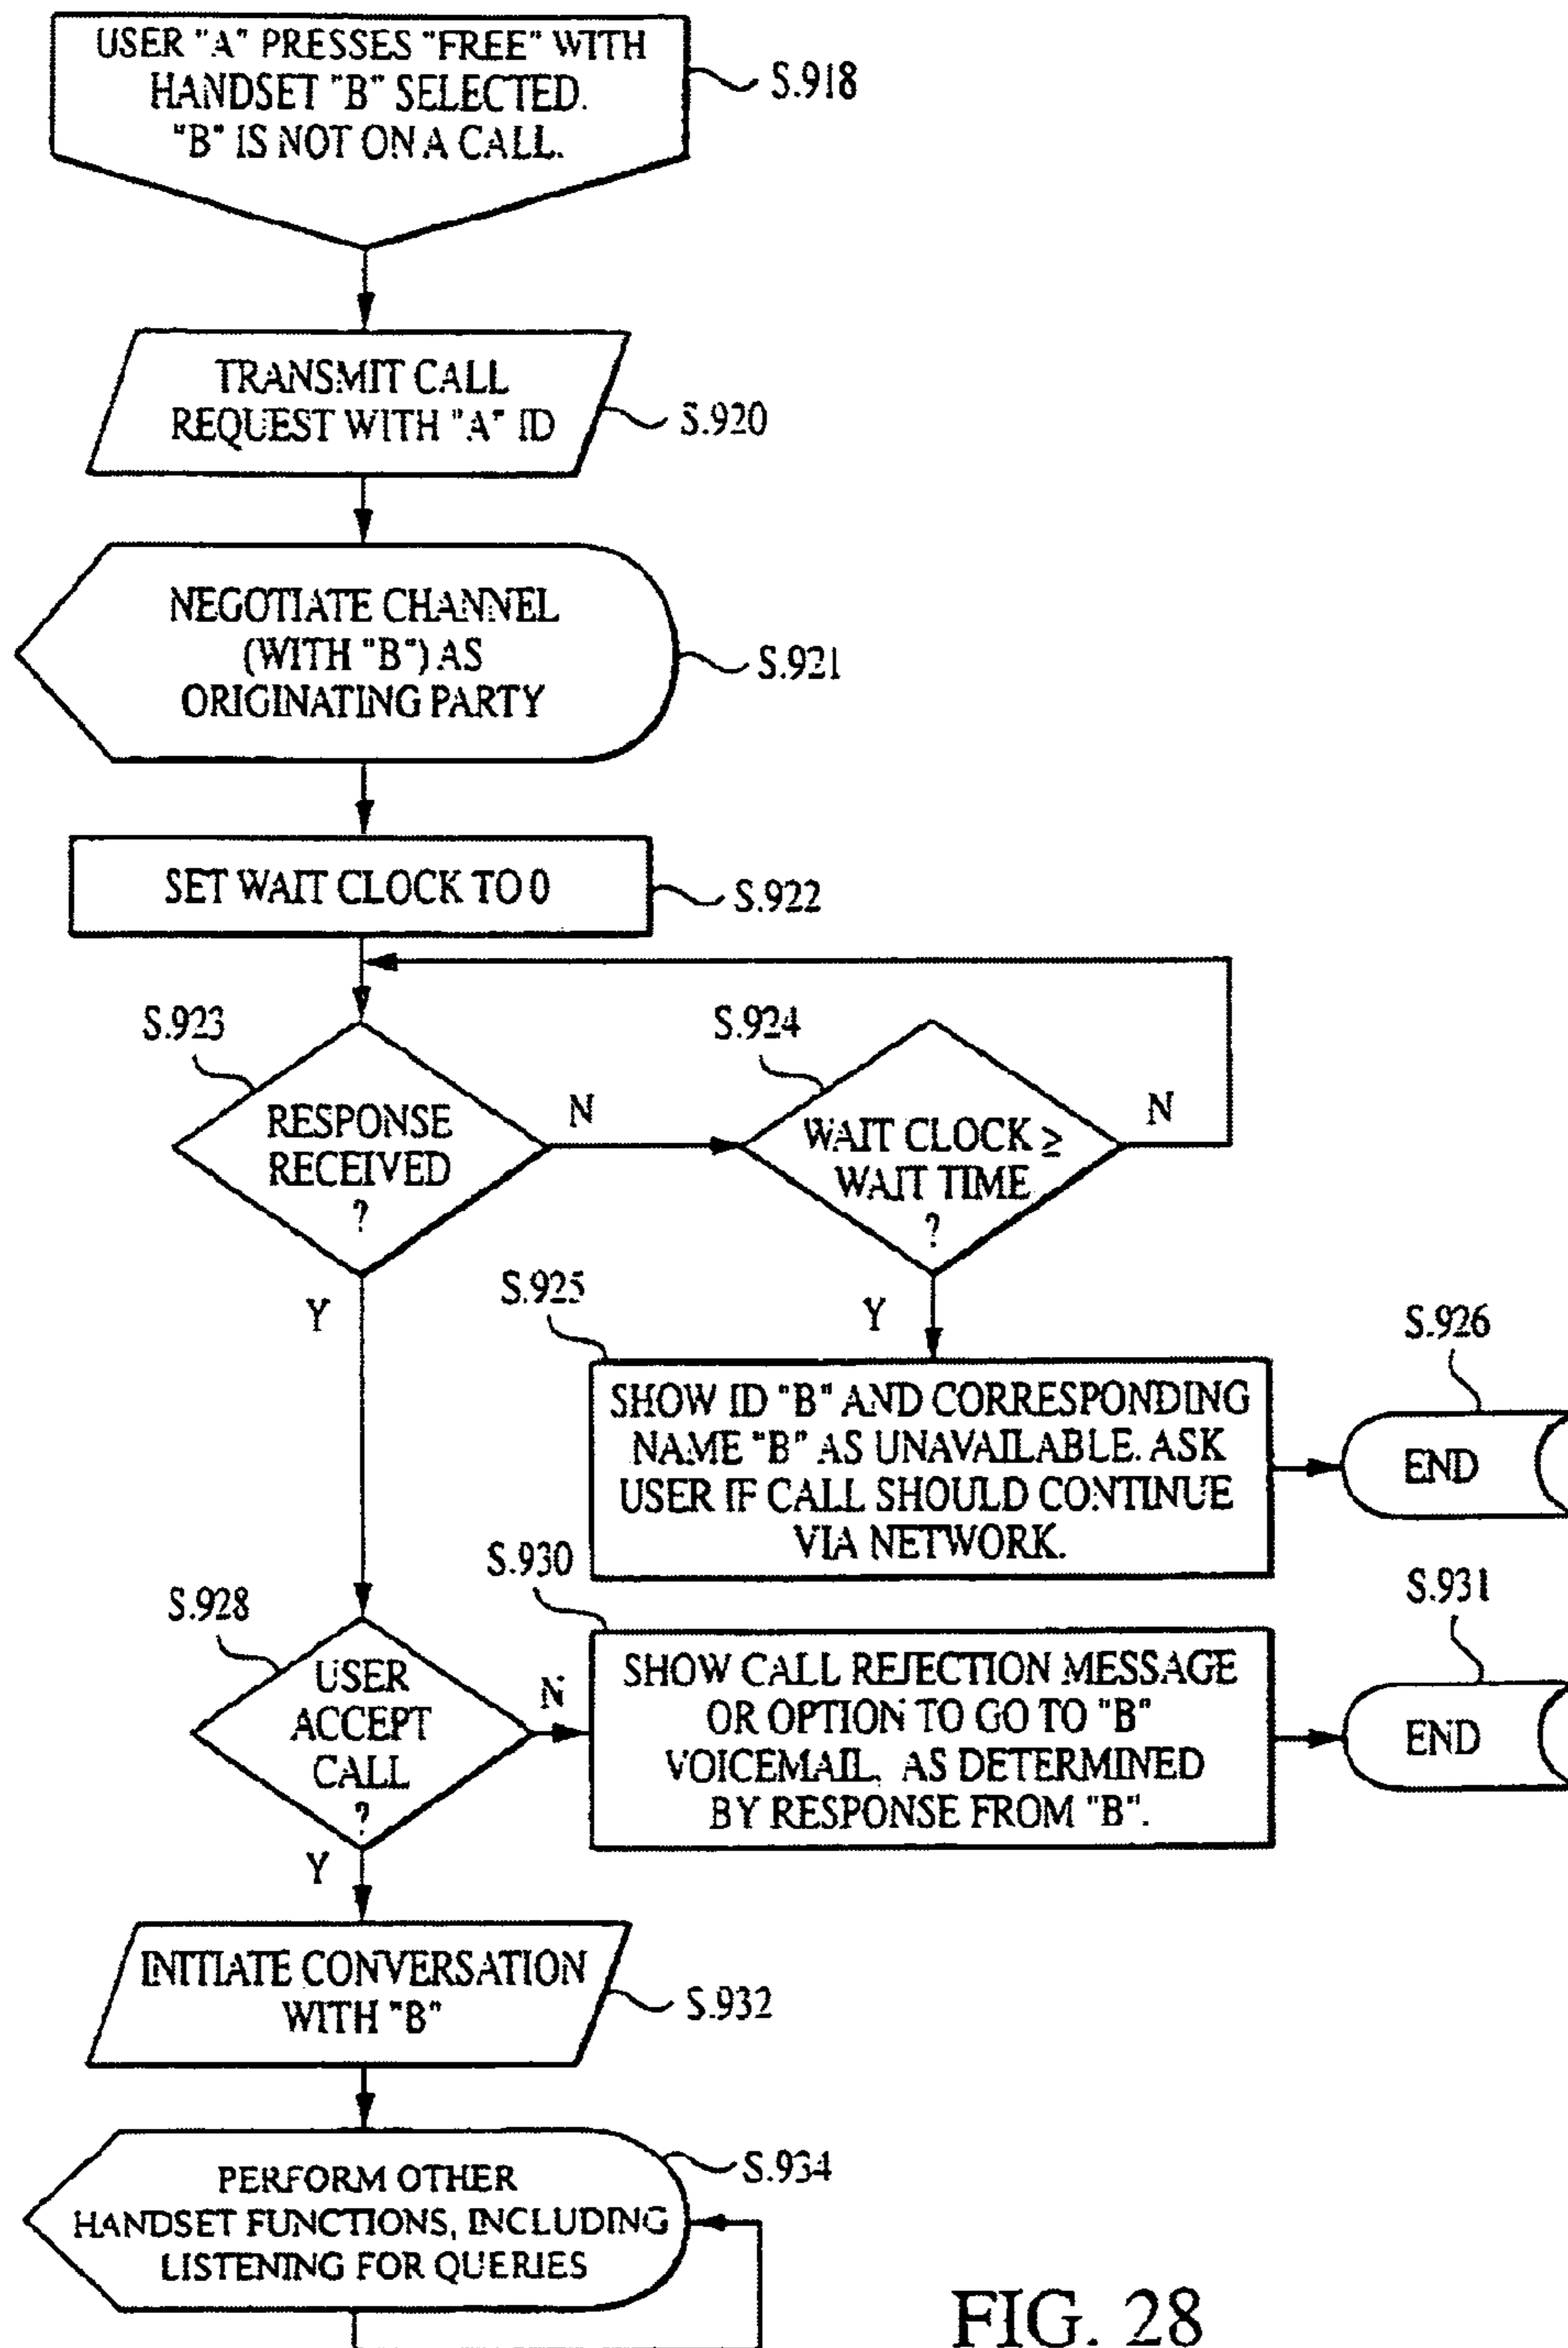 USER "A" PRESSES "FREE" WITH
HANDSET "B" SELECTED.
"B" IS NOT ON A CALL.
S.918
TRANSMIT CALL
REQUEST WITH "A" ID
S.920
NEGOTIATE CHANNEL
(WITH "B") AS
ORIGINATING PARTY
S.921
SET WAIT CLOCK TO 0
S.922
S.923
RESPONSE
RECEIVED
?
N
Y
S.924
WAIT CLOCK ≥
WAIT TIME
?
N
Y
S.925
SHOW ID "B" AND CORRESPONDING
NAME "B" AS UNAVAILABLE. ASK
USER IF CALL SHOULD CONTINUE
VIA NETWORK.
S.926
END
S.928
USER
ACCEPT
CALL
?
N
Y
S.930
SHOW CALL REJECTION MESSAGE
OR OPTION TO GO TO "B"
VOICEMAIL, AS DETERMINED
BY RESPONSE FROM "B".
S.931
END
INITIATE CONVERSATION
WITH "B"
S.932
PERFORM OTHER
HANDSET FUNCTIONS, INCLUDING
LISTENING FOR QUERIES
S.934
FIG. 28